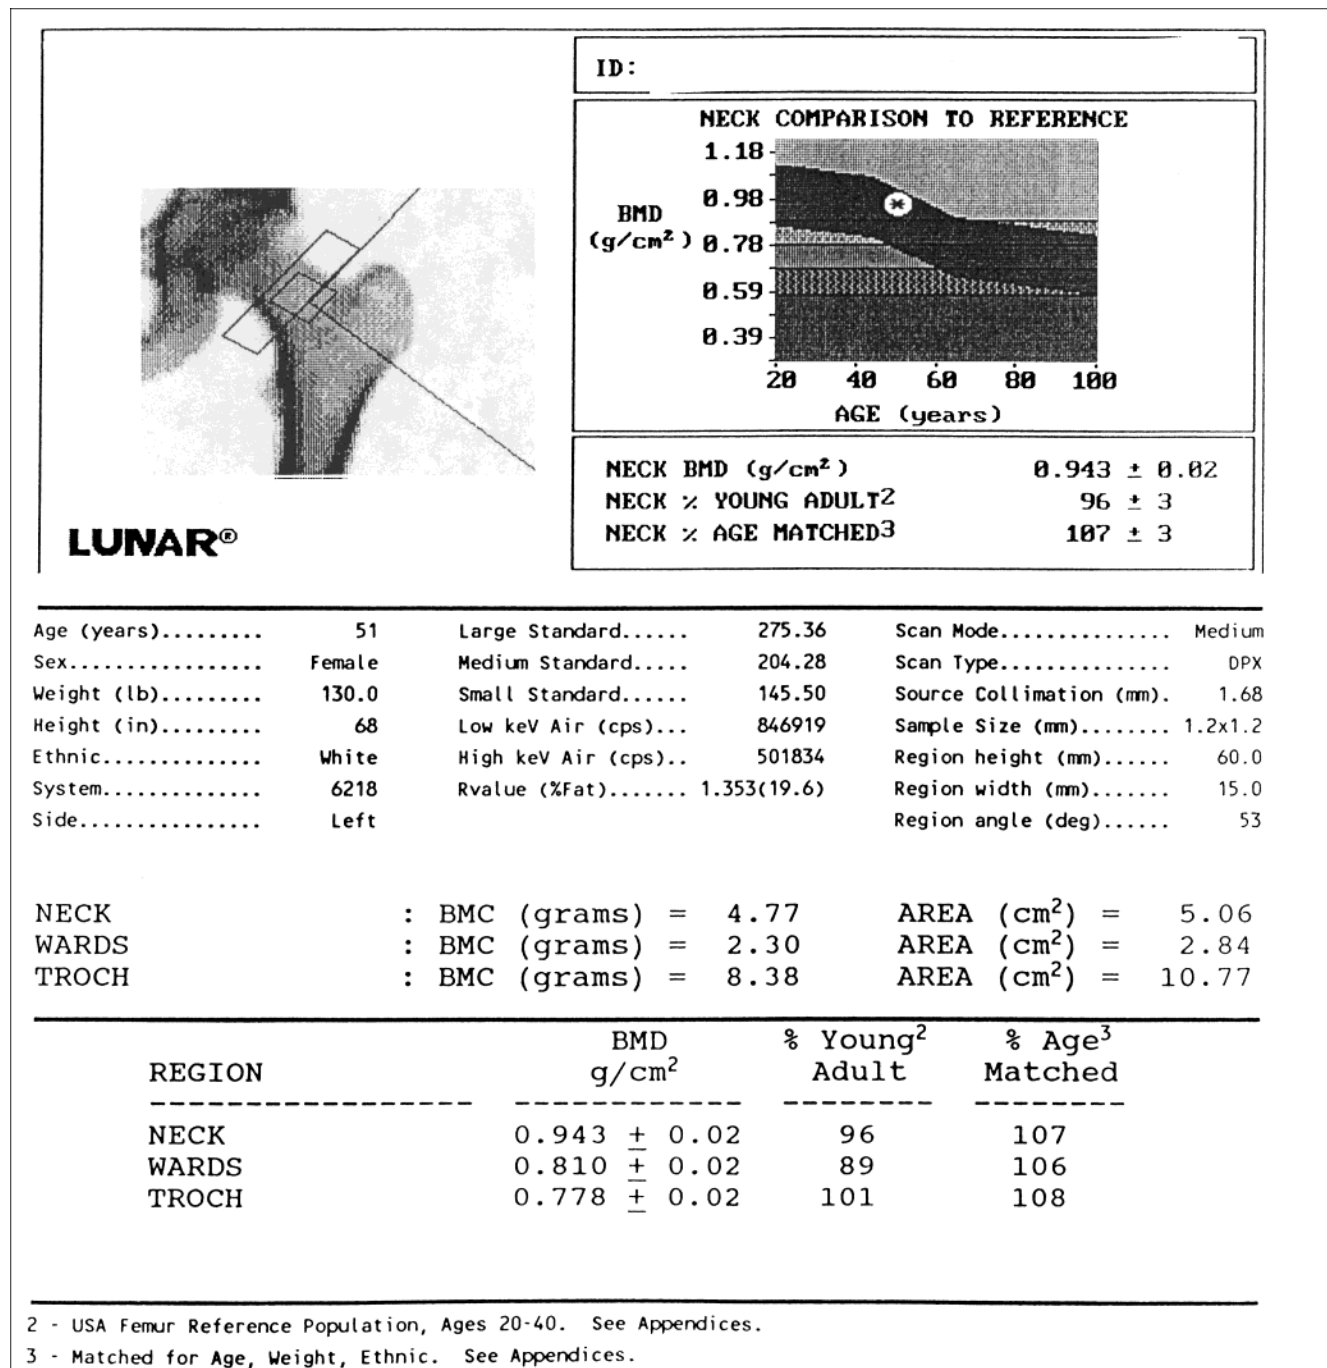 ID:
NECK COMPARISON TO REFERENCE
1.18
0.98
BMD
(g/cm²) 0.78
0.59
0.39
20 40 60 80 100
AGE (years)
NECK BMD (g/cm²) 0.943 ± 0.02
NECK % YOUNG ADULT2 96 ± 3
NECK % AGE MATCHED3 107 ± 3
LUNAR®
Age (years)......... 51 Large Standard...... 275.36 Scan Mode............... Medium
Sex................. Female Medium Standard..... 204.28 Scan Type............... DPX
Weight (lb)......... 130.0 Small Standard...... 145.50 Source Collimation (mm). 1.68
Height (in)......... 68 Low keV Air (cps)... 846919 Sample Size (mm)........ 1.2x1.2
Ethnic.............. White High keV Air (cps).. 501834 Region height (mm)...... 60.0
System.............. 6218 Rvalue (%Fat)....... 1.353(19.6) Region width (mm)....... 15.0
Side................ Left Region angle (deg)...... 53
NECK : BMC (grams) = 4.77 AREA (cm²) = 5.06
WARDS : BMC (grams) = 2.30 AREA (cm²) = 2.84
TROCH : BMC (grams) = 8.38 AREA (cm²) = 10.77
BMD % Young² % Age³
REGION g/cm² Adult Matched
NECK 0.943 ± 0.02 96 107
WARDS 0.810 ± 0.02 89 106
TROCH 0.778 ± 0.02 101 108
2 - USA Femur Reference Population, Ages 20-40. See Appendices.
3 - Matched for Age, Weight, Ethnic. See Appendices.